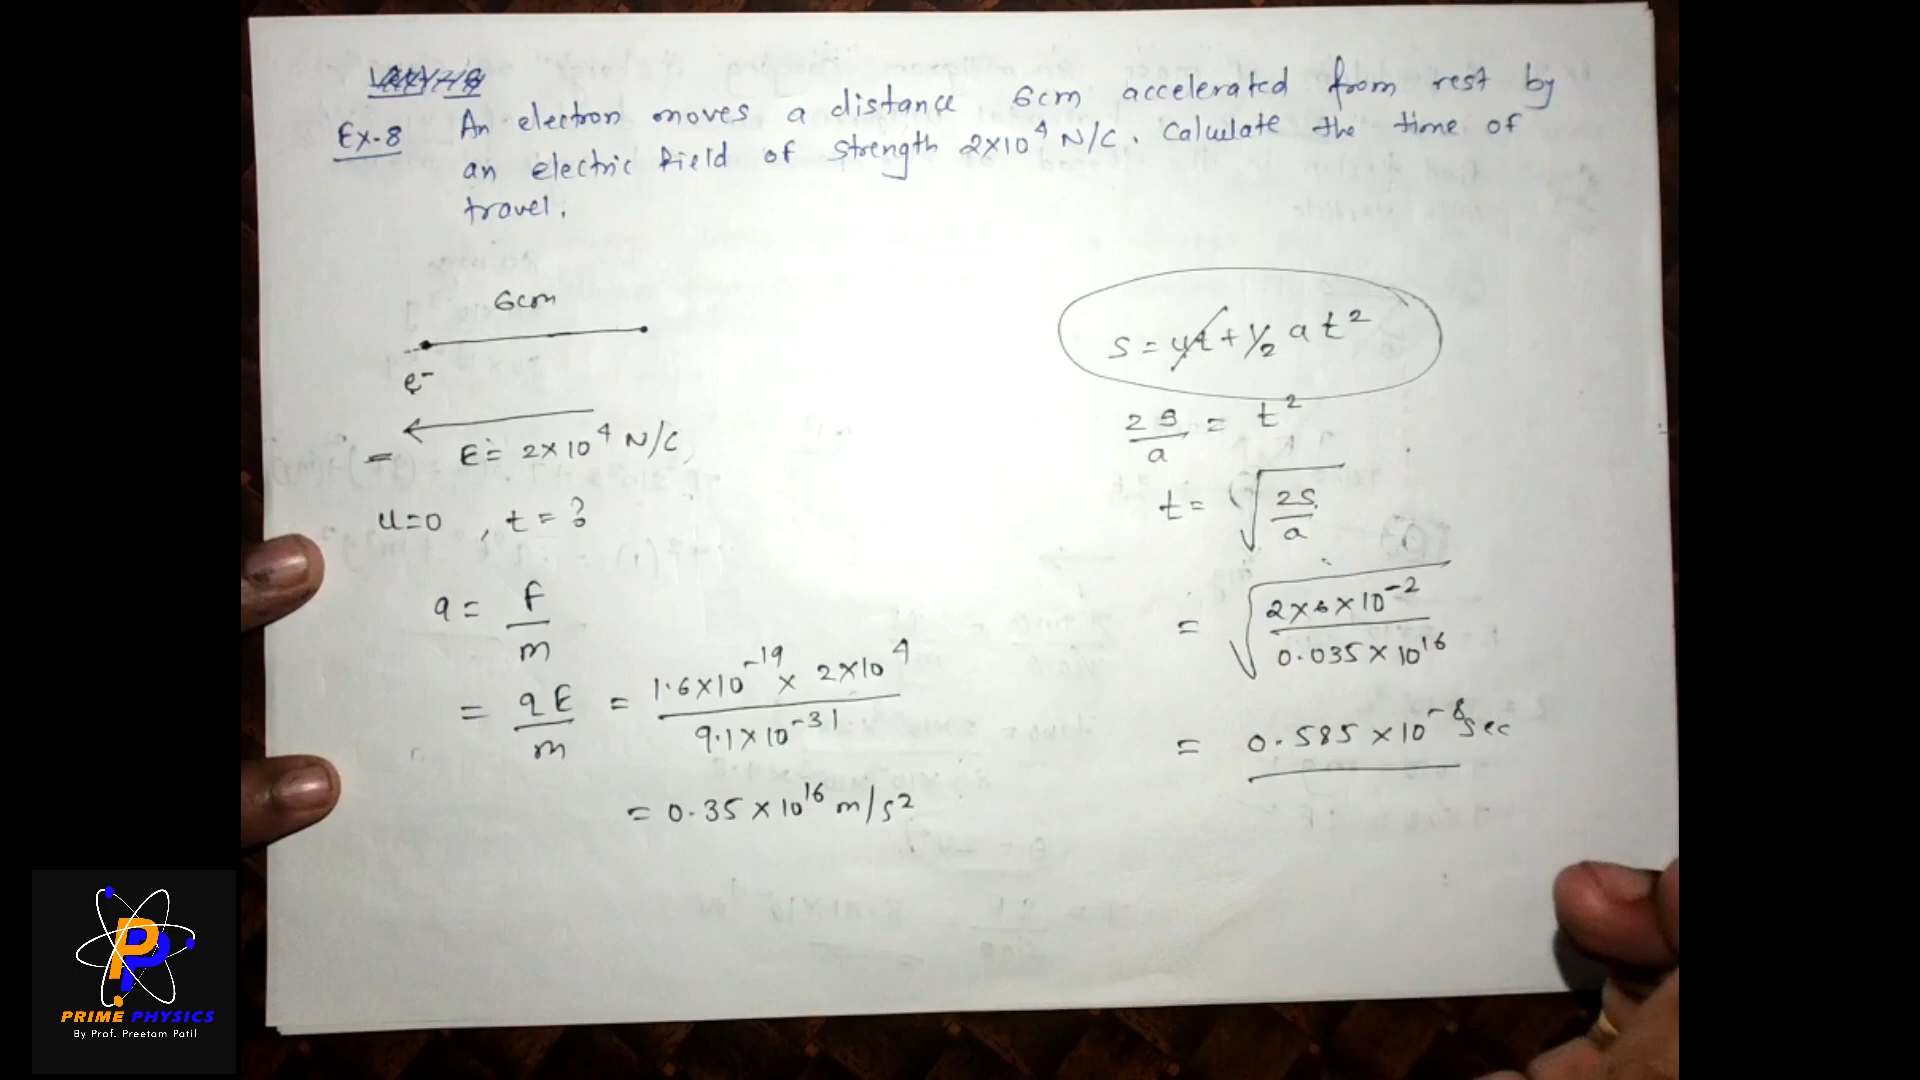 Ex-8 An electron moves a distance 6cm accelerated from rest by
an electric field of strength 2×10⁴ N/C. Calculate the time of
travel.
6cm
e⁻
E = 2×10⁴ N/C
u=0, t = ?
a = F/m
= qE/m = 1.6×10⁻¹⁹ × 2×10⁴ / 9.1×10⁻³¹
= 0.35 × 10¹⁶ m/s²
s = ut + 1/2 at²
2s/a = t²
t = √(2s/a)
= √(2×6×10⁻² / 0.035×10¹⁶)
= 0.585 × 10⁻⁸ sec
PRIME PHYSICS
By Prof. Preetam Patil